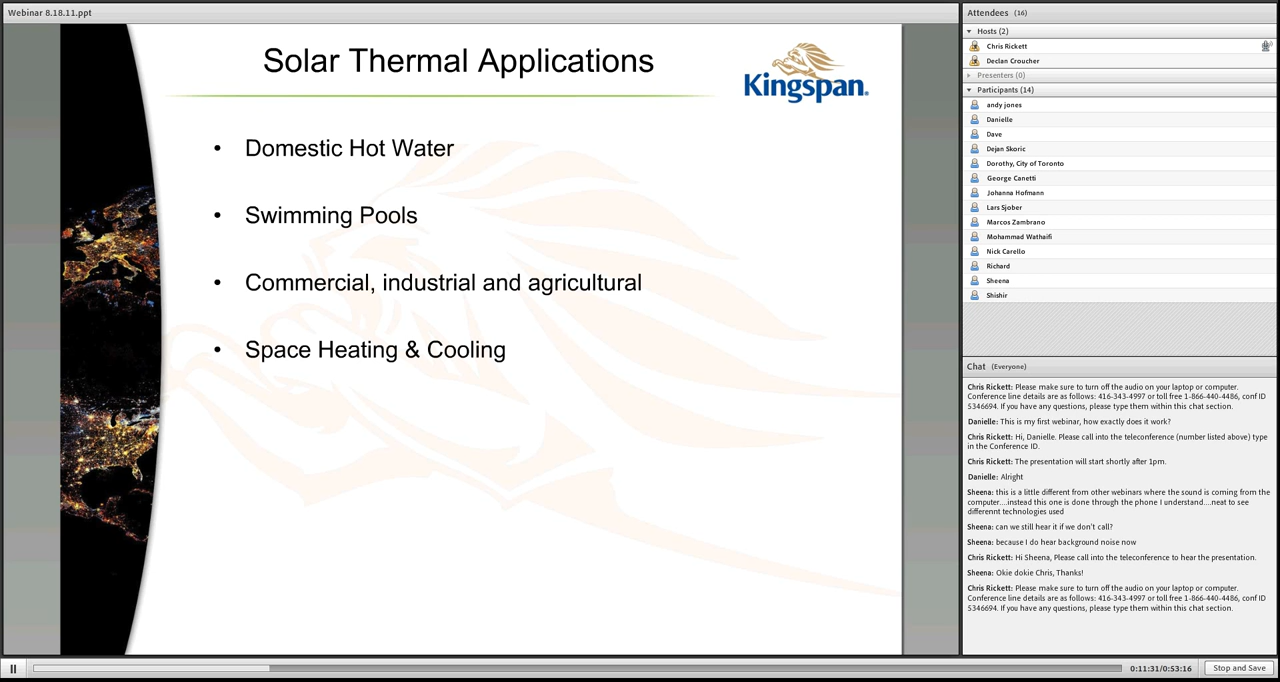 Webinar 8.18.11.ppt
Solar Thermal Applications
Kingspan.
• Domestic Hot Water
• Swimming Pools
• Commercial, industrial and agricultural
• Space Heating & Cooling
Attendees (16)
Hosts (2)
Chris Rickett
Declan Croucher
Presenters (0)
Participants (14)
andy jones
Danielle
Dave
Dejan Skoric
Dorothy, City of Toronto
George Canetti
Johanna Hofmann
Lars Sjober
Marcos Zambrano
Mohammad Wathaifi
Nick Carello
Richard
Sheena
Shishir
Chat (Everyone)
Chris Rickett: Please make sure to turn off the audio on your laptop or computer.
Conference line details are as follows: 416-343-4997 or toll free 1-866-440-4486, conf ID
5346694. If you have any questions, please type them within this chat section.
Danielle: This is my first webinar, how exactly does it work?
Chris Rickett: Hi, Danielle. Please call into the teleconference (number listed above) type
in the Conference ID.
Chris Rickett: The presentation will start shortly after 1pm.
Danielle: Alright
Sheena: this is a little different from other webinars where the sound is coming from the
computer....instead this one is done through the phone I understand....neat to see
differennt technologies used
Sheena: can we still hear it if we don't call?
Sheena: because I do hear background noise now
Chris Rickett: Hi Sheena, Please call into the teleconference to hear the presentation.
Sheena: Okie dokie Chris, Thanks!
Chris Rickett: Please make sure to turn off the audio on your laptop or computer.
Conference line details are as follows: 416-343-4997 or toll free 1-866-440-4486, conf ID
5346694. If you have any questions, please type them within this chat section.
0:11:31/0:53:16
Stop and Save